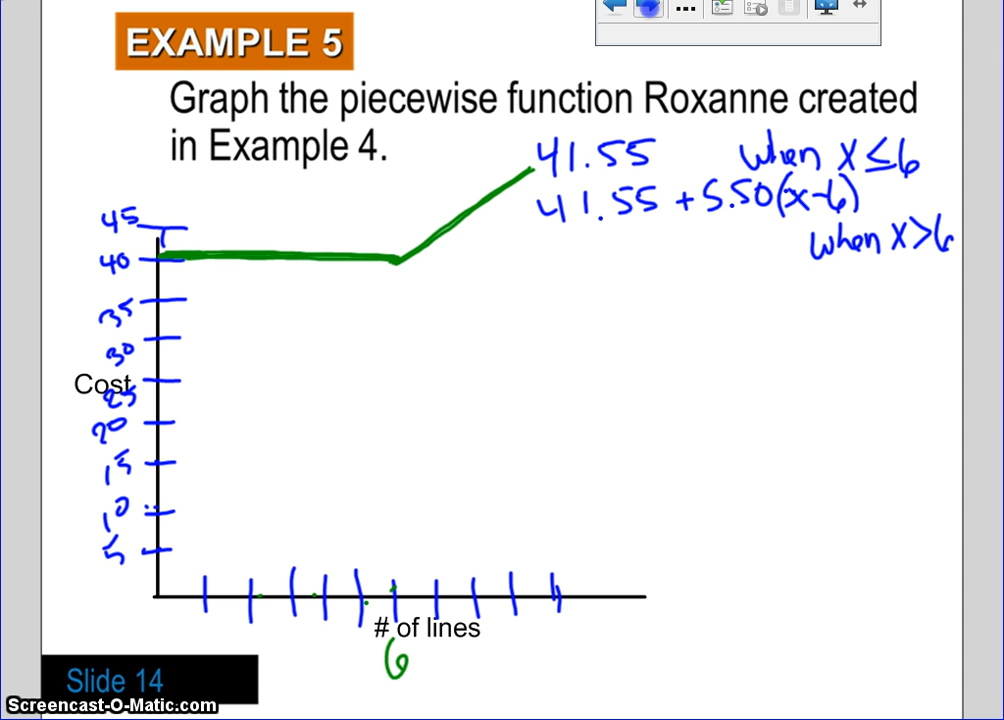 EXAMPLE 5
Graph the piecewise function Roxanne created
in Example 4.
41.55 when x ≤ 6
41.55 + 5.50(x-6)
when x > 6
45
40
35
30
Cost
25
20
15
10
5
# of lines
6
Slide 14
Screencast-O-Matic.com